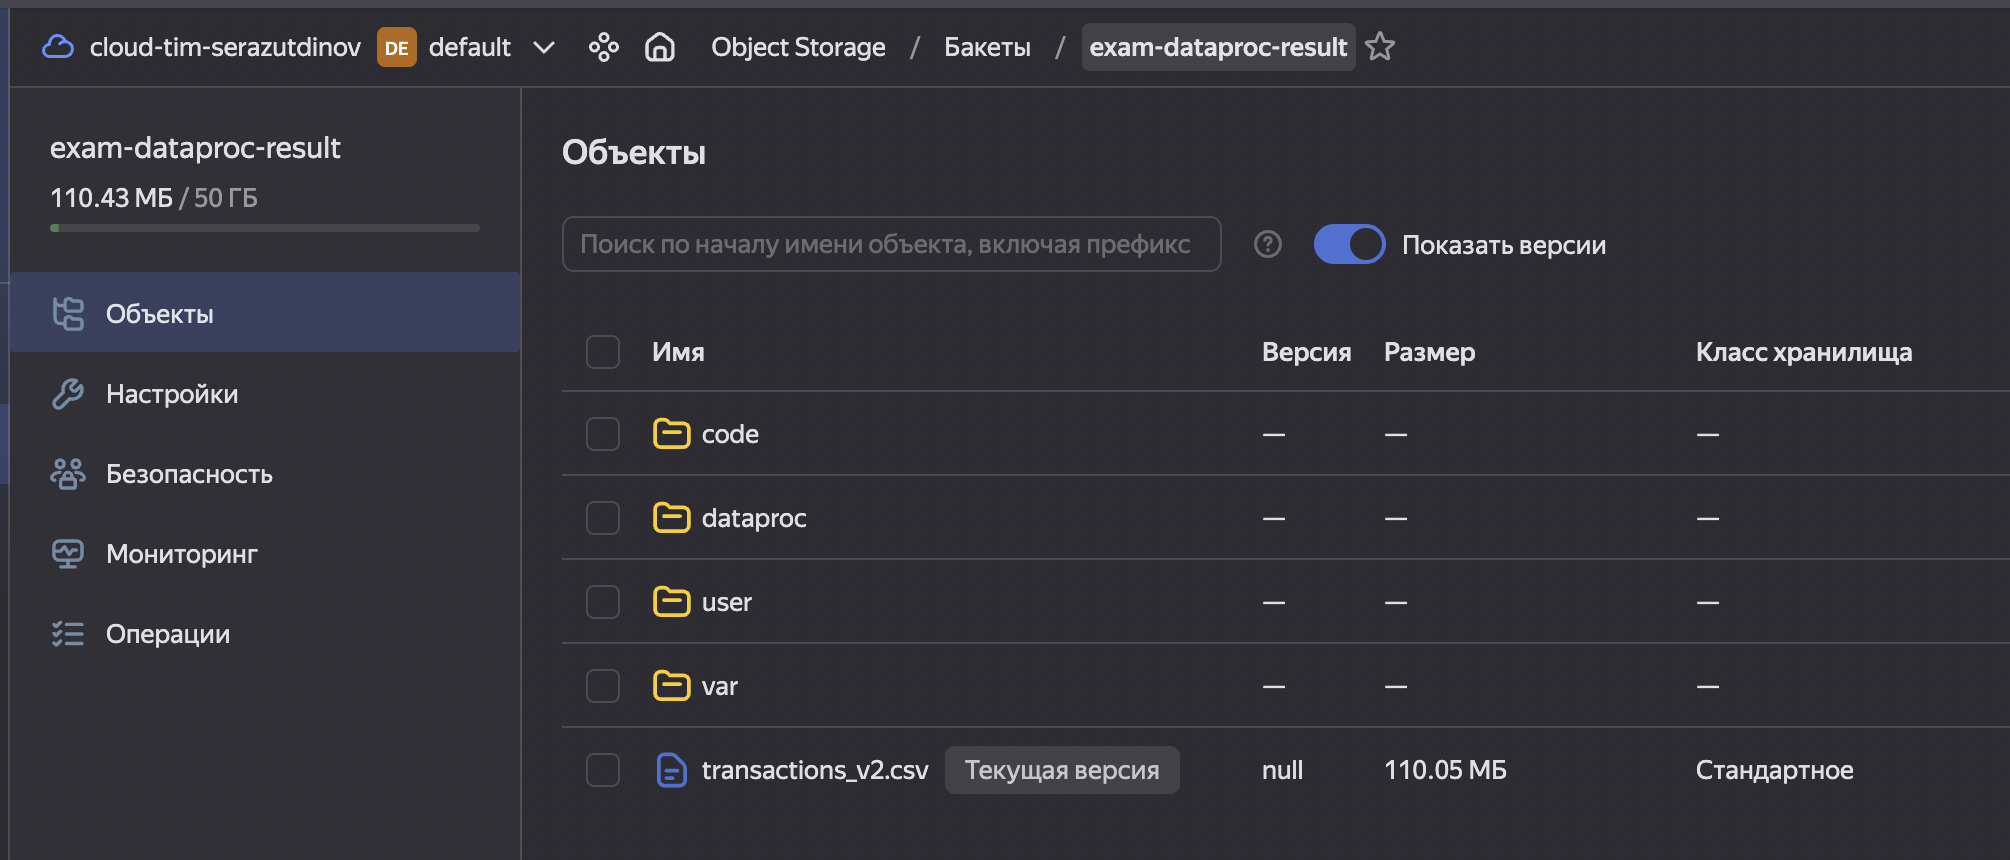 cloud-tim-serazutdinov DE default Object Storage / Бакеты / exam-dataproc-result
exam-dataproc-result
110.43 МБ / 50 ГБ
Объекты
Настройки
Безопасность
Мониторинг
Операции
Объекты
Поиск по началу имени объекта, включая префикс ? Показать версии
Имя Версия Размер Класс хранилища
code — — —
dataproc — — —
user — — —
var — — —
transactions_v2.csv Текущая версия null 110.05 МБ Стандартное